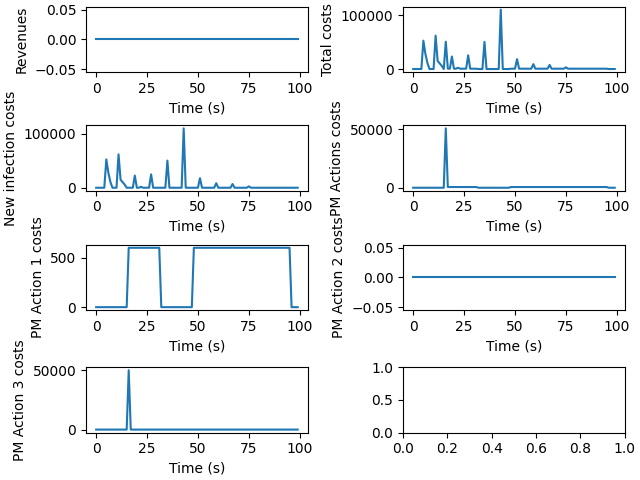 Revenues
0.05
0.00
−0.05
0 25 50 75 100
Time (s)
Total costs
100000
0
0 25 50 75 100
Time (s)
New infection costs
100000
0
0 25 50 75 100
Time (s)
PM Actions costs
50000
0
0 25 50 75 100
Time (s)
PM Action 1 costs
500
0
0 25 50 75 100
Time (s)
PM Action 2 costs
0.05
0.00
−0.05
0 25 50 75 100
Time (s)
PM Action 3 costs
50000
0
0 25 50 75 100
Time (s)
1.0
0.5
0.0
0.0 0.2 0.4 0.6 0.8 1.0